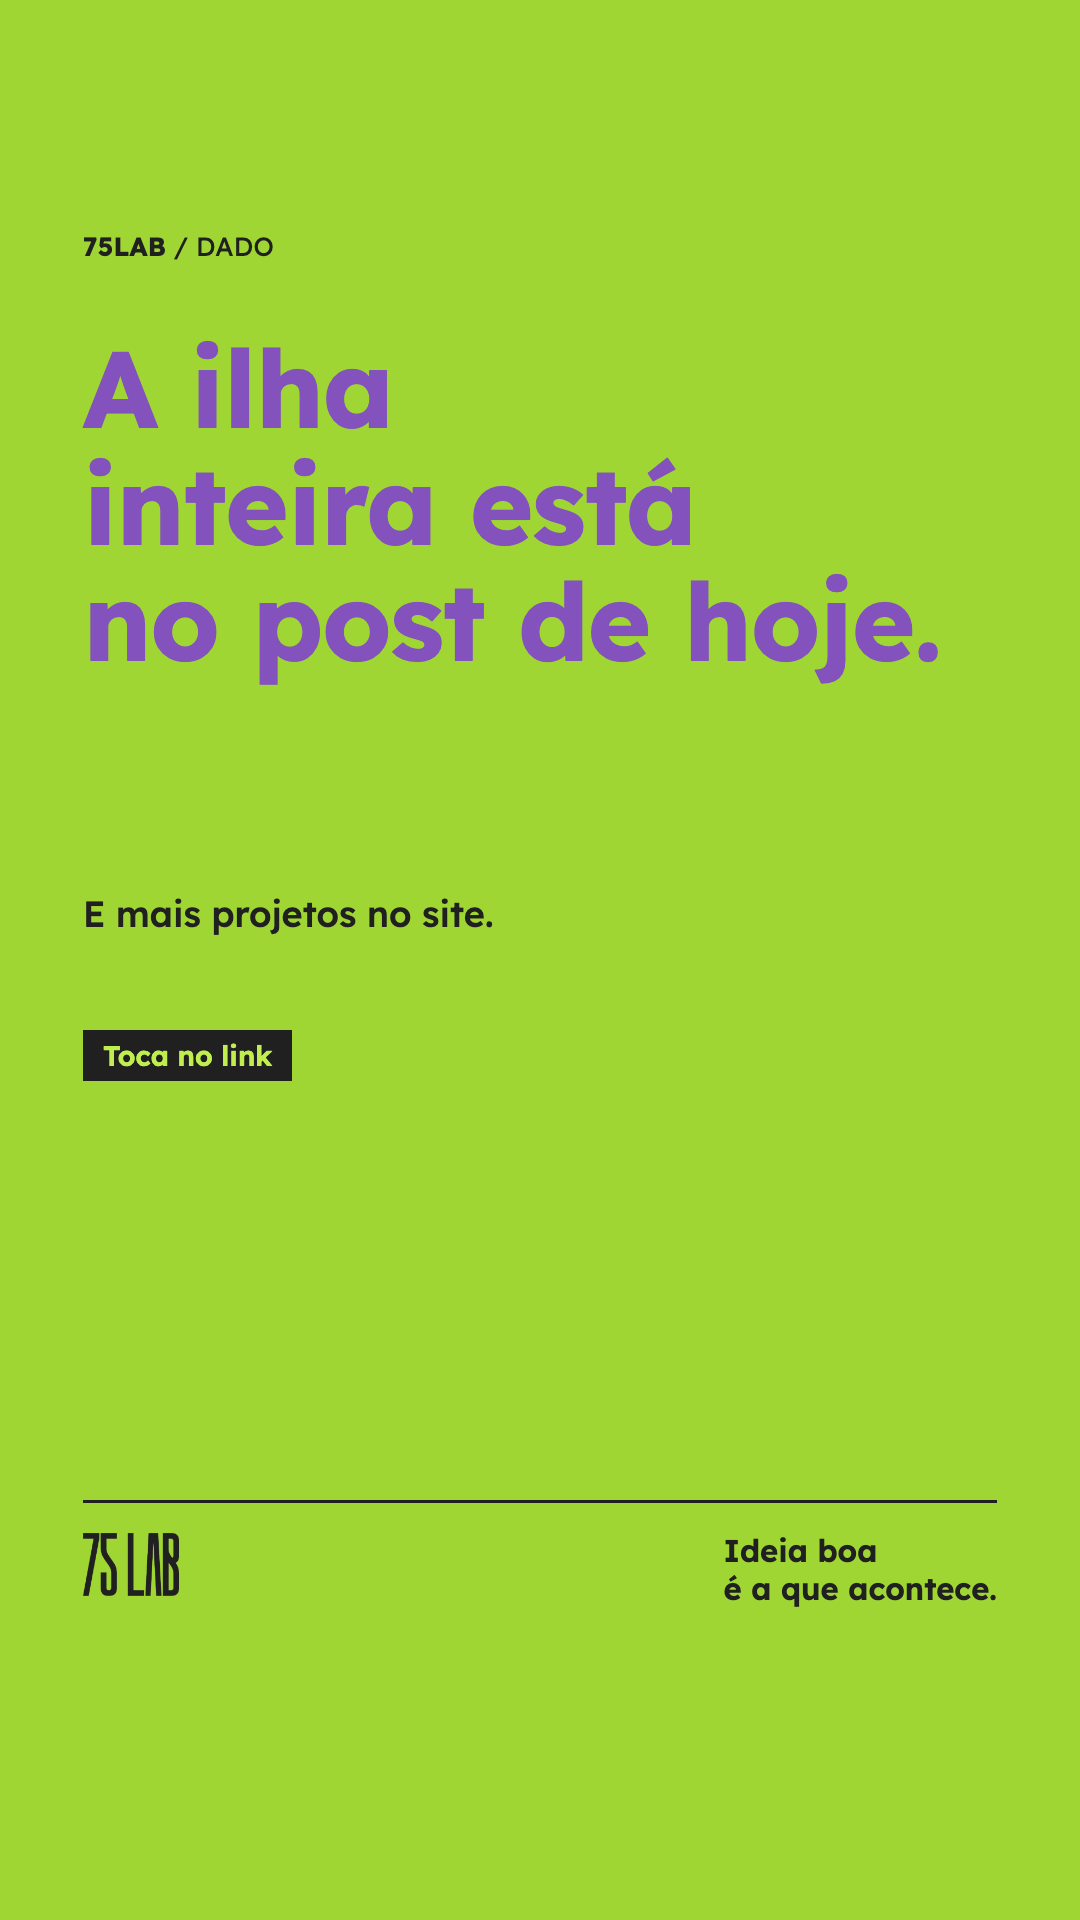 75LAB / DADO
A ilha
inteira está
no post de hoje.
E mais projetos no site.
Toca no link
75 LAB
Ideia boa
é a que acontece.